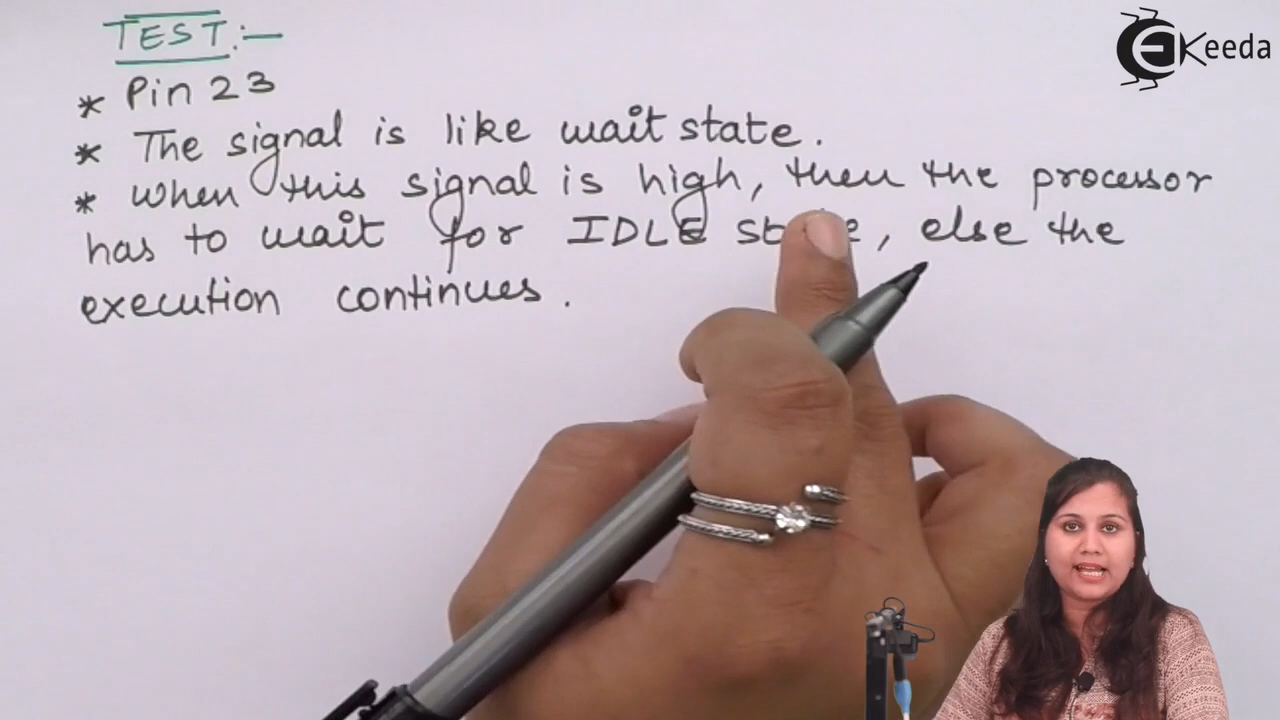 TEST:-
Keeda
* Pin 23
* The signal is like wait state.
* When this signal is high, then the processor
has to wait for IDLE , else the
execution continues.